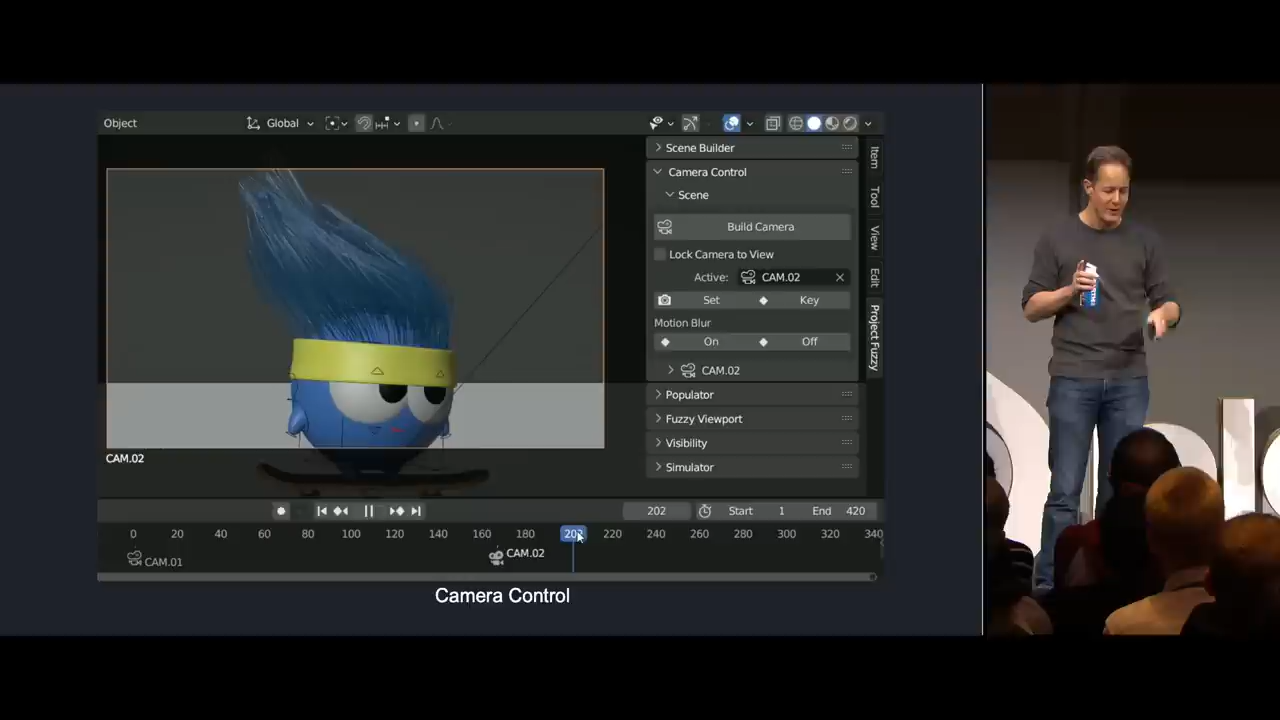 Object
Global
Scene Builder
Camera Control
Scene
Build Camera
Lock Camera to View
Active: CAM.02
Set Key
Motion Blur
On Off
CAM.02
Populator
Fuzzy Viewport
Visibility
Simulator
Item
Tool
View
Edit
Project Fuzzy
CAM.02
202 Start 1 End 420
0 20 40 60 80 100 120 140 160 180 202 220 240 260 280 300 320 340
CAM.01
CAM.02
Camera Control